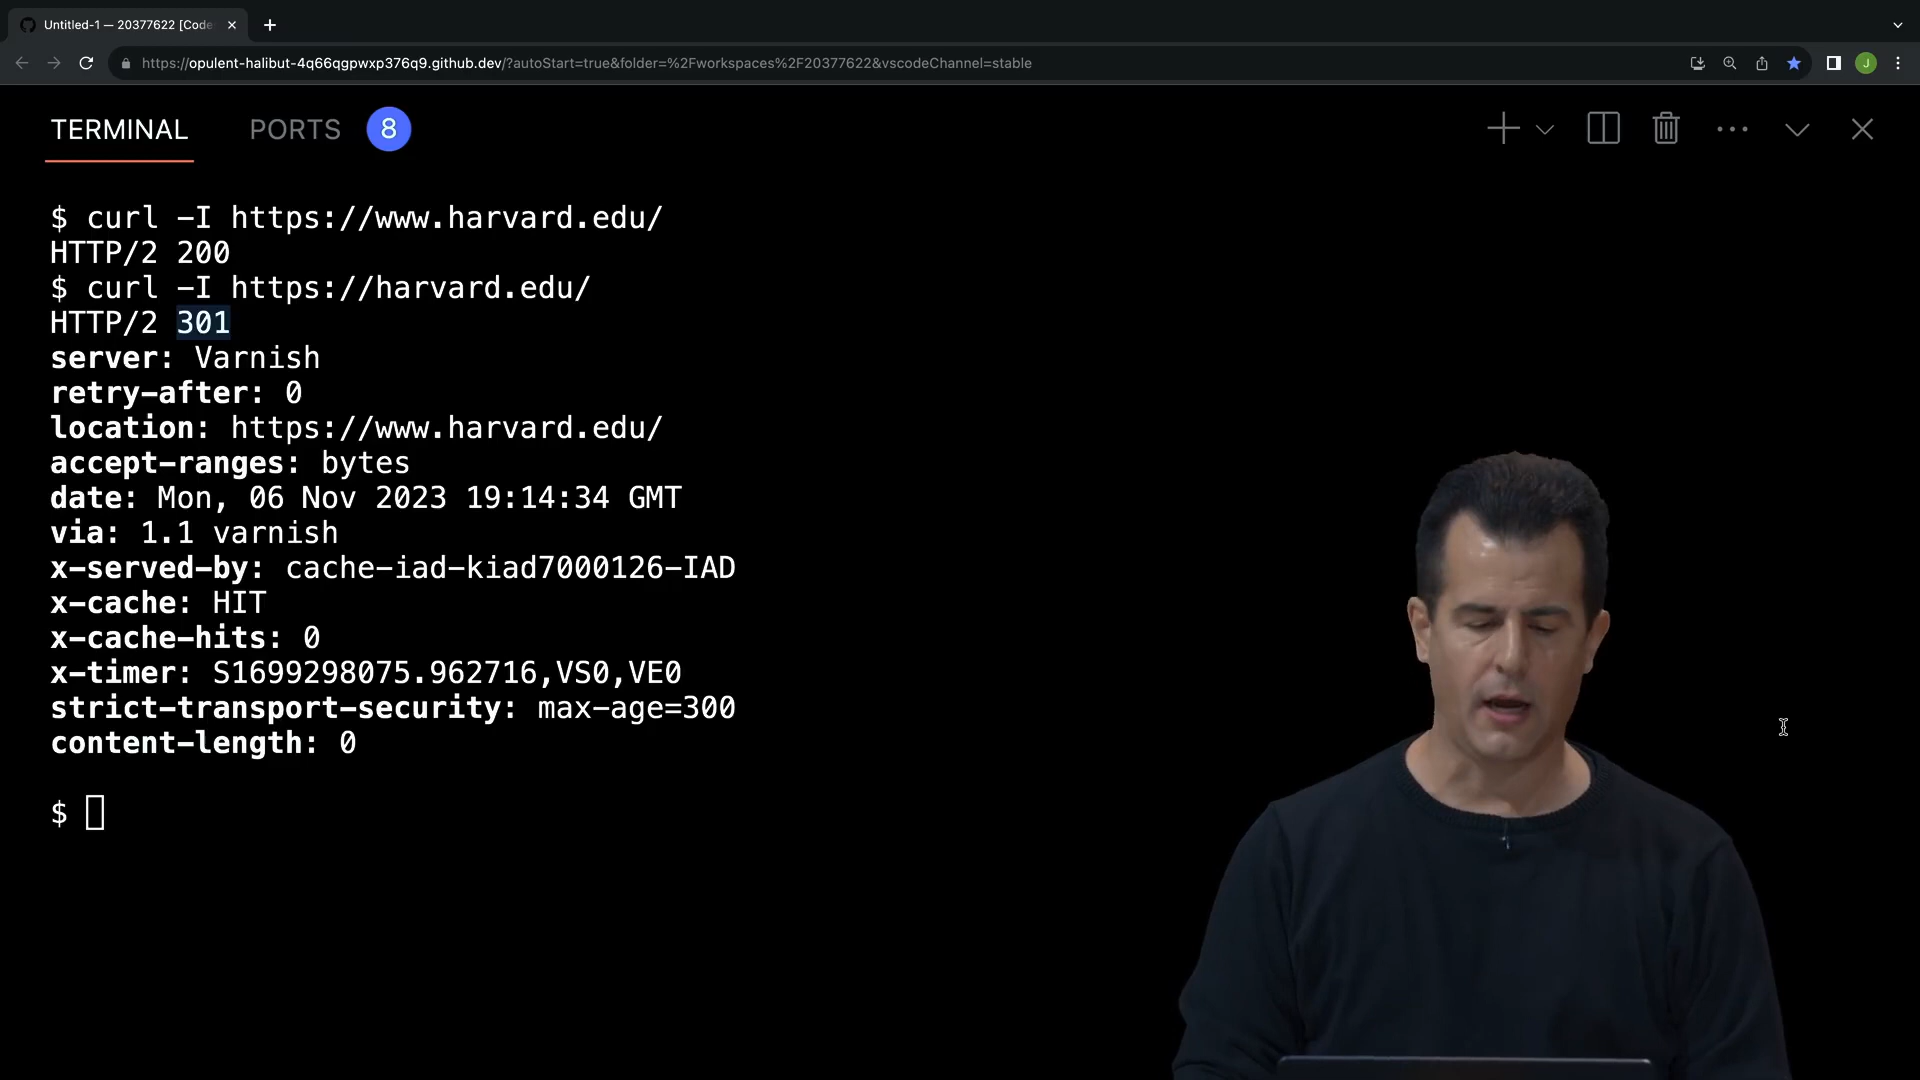 Untitled-1 — 20377622 [Code
https://opulent-halibut-4q66qgpwxp376q9.github.dev/?autoStart=true&folder=%2Fworkspaces%2F20377622&vscodeChannel=stable
J
TERMINAL PORTS 8
$ curl -I https://www.harvard.edu/
HTTP/2 200
$ curl -I https://harvard.edu/
HTTP/2 301
server: Varnish
retry-after: 0
location: https://www.harvard.edu/
accept-ranges: bytes
date: Mon, 06 Nov 2023 19:14:34 GMT
via: 1.1 varnish
x-served-by: cache-iad-kiad7000126-IAD
x-cache: HIT
x-cache-hits: 0
x-timer: S1699298075.962716,VS0,VE0
strict-transport-security: max-age=300
content-length: 0
$